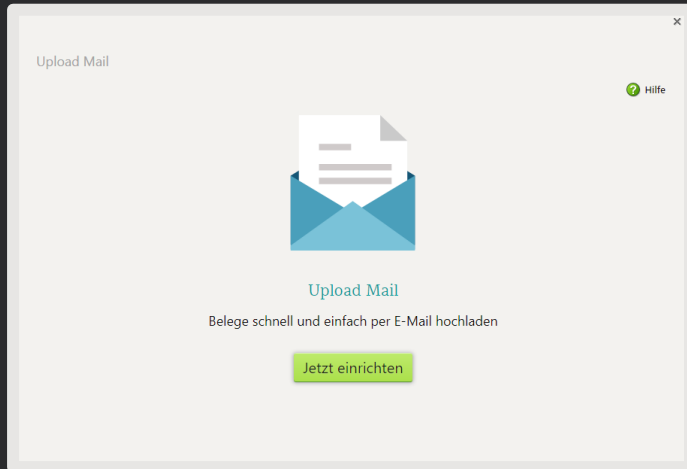 Upload Mail
Hilfe
Upload Mail
Belege schnell und einfach per E-Mail hochladen
Jetzt einrichten